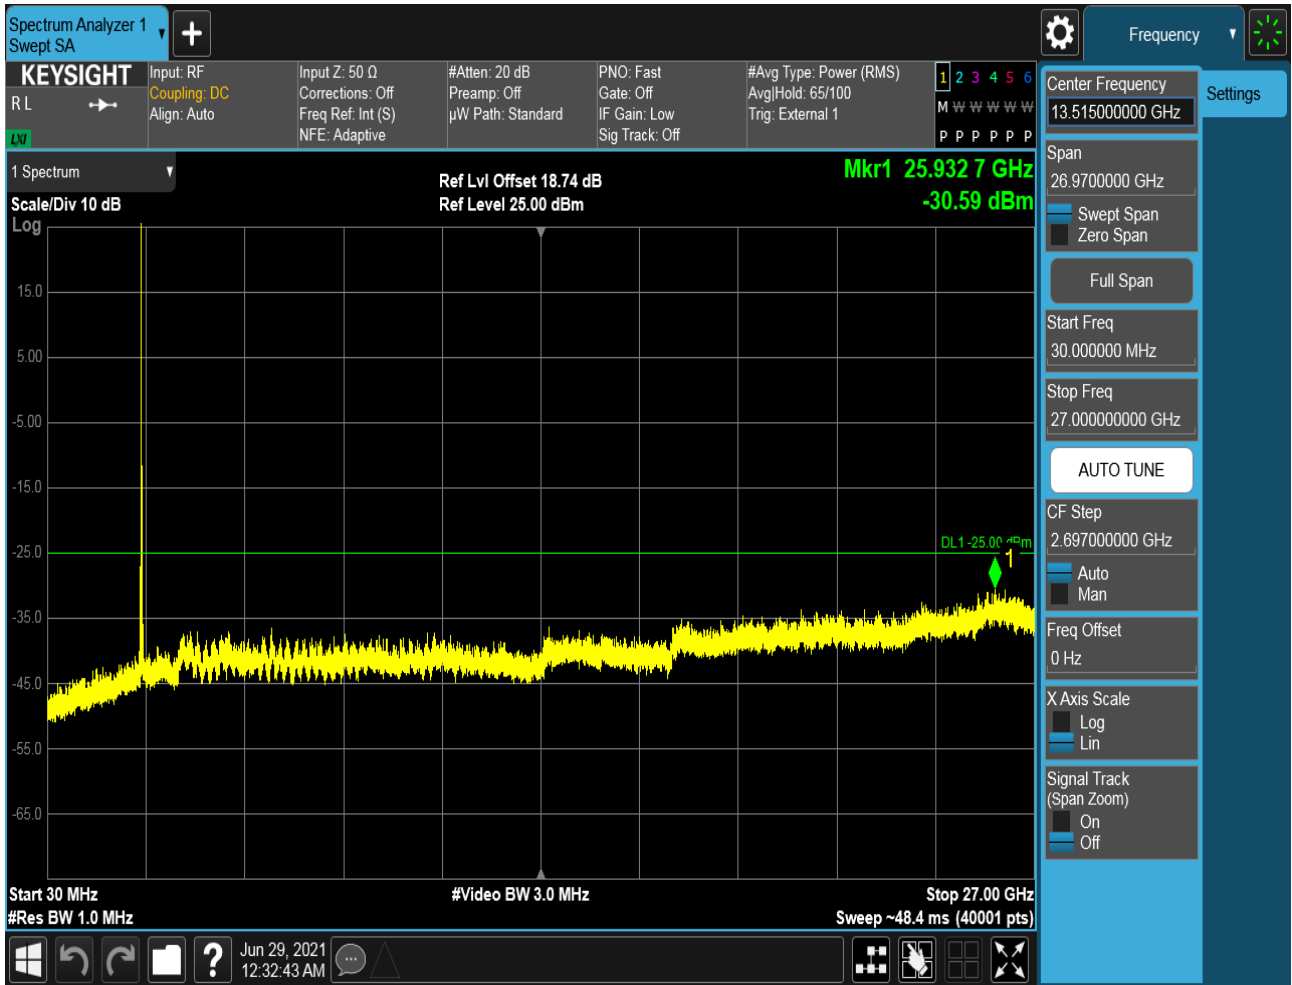 Spectrum Analyzer 1
Swept SA
Frequency
KEYSIGHT
R L
LXI
Input: RF
Coupling: DC
Align: Auto
Input Z: 50 Ω
Corrections: Off
Freq Ref: Int (S)
NFE: Adaptive
#Atten: 20 dB
Preamp: Off
µW Path: Standard
PNO: Fast
Gate: Off
IF Gain: Low
Sig Track: Off
#Avg Type: Power (RMS)
Avg|Hold: 65/100
Trig: External 1
1 2 3 4 5 6
M W W W W W
P P P P P P
Settings
Center Frequency
13.515000000 GHz
Span
26.9700000 GHz
Swept Span
Zero Span
Full Span
Start Freq
30.000000 MHz
Stop Freq
27.000000000 GHz
AUTO TUNE
CF Step
2.697000000 GHz
Auto
Man
Freq Offset
0 Hz
X Axis Scale
Log
Lin
Signal Track
(Span Zoom)
On
Off
1 Spectrum
Scale/Div 10 dB
Log
Ref Lvl Offset 18.74 dB
Ref Level 25.00 dBm
Mkr1 25.932 7 GHz
-30.59 dBm
15.0
5.00
-5.00
-15.0
-25.0
-35.0
-45.0
-55.0
-65.0
DL1 -25.00 dBm
1
Start 30 MHz
#Res BW 1.0 MHz
#Video BW 3.0 MHz
Stop 27.00 GHz
Sweep ~48.4 ms (40001 pts)
?
Jun 29, 2021
12:32:43 AM